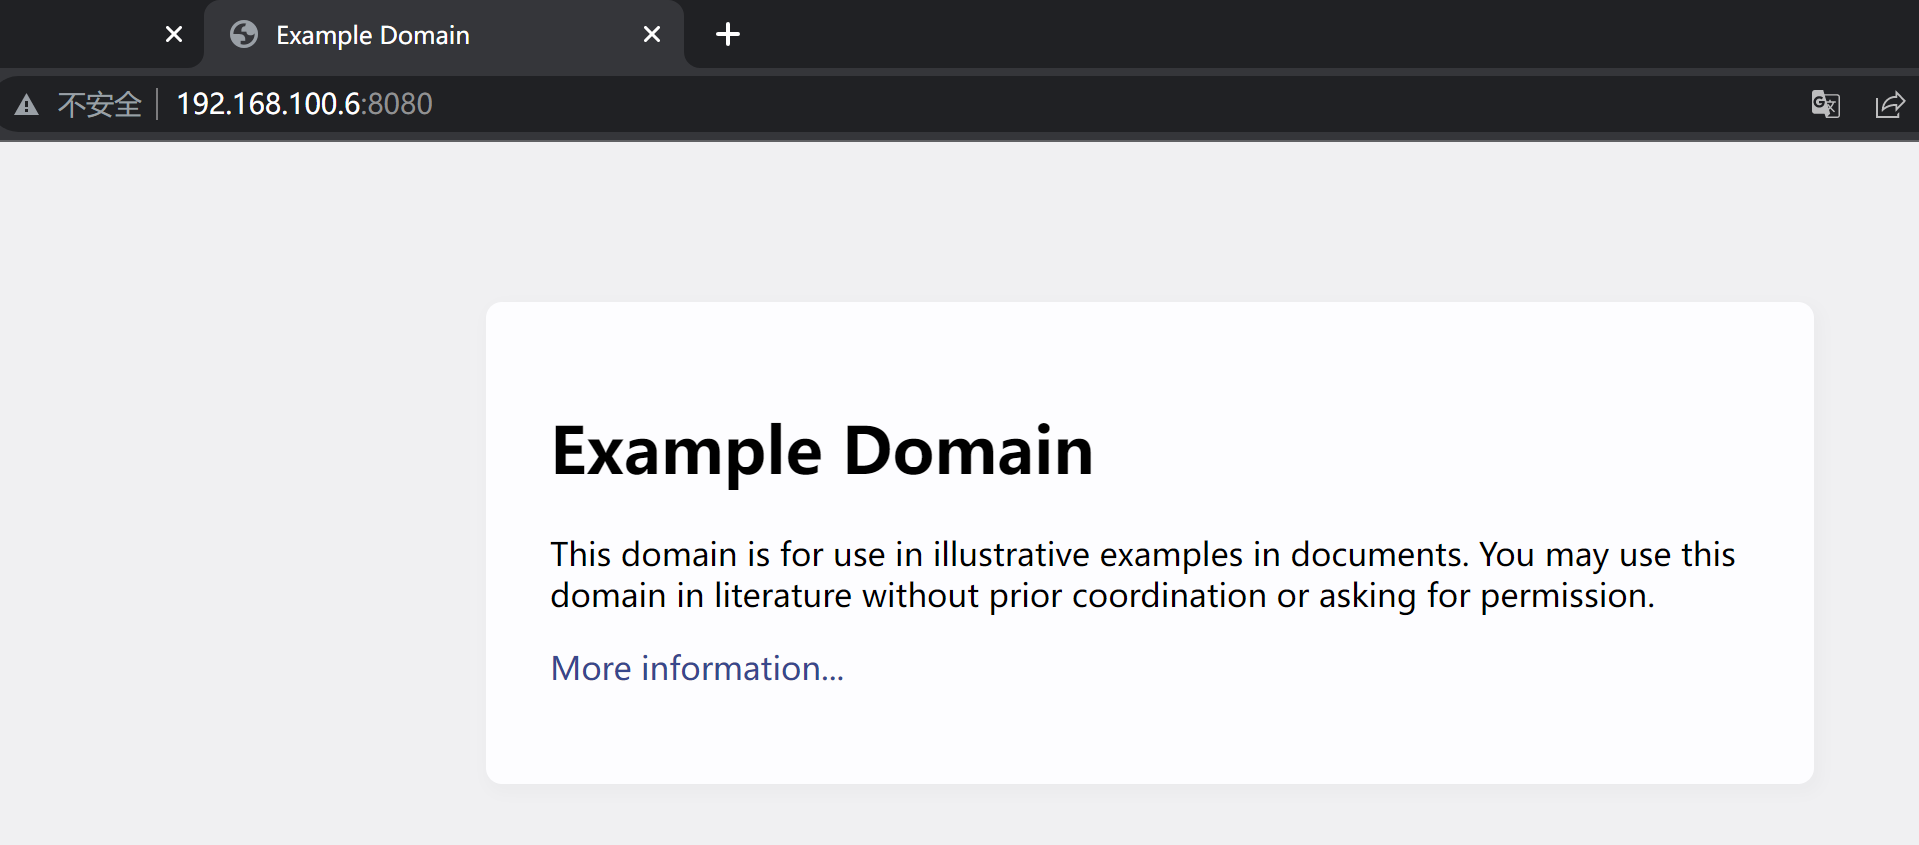 Example Domain
不安全 192.168.100.6:8080
Example Domain
This domain is for use in illustrative examples in documents. You may use this
domain in literature without prior coordination or asking for permission.
More information...